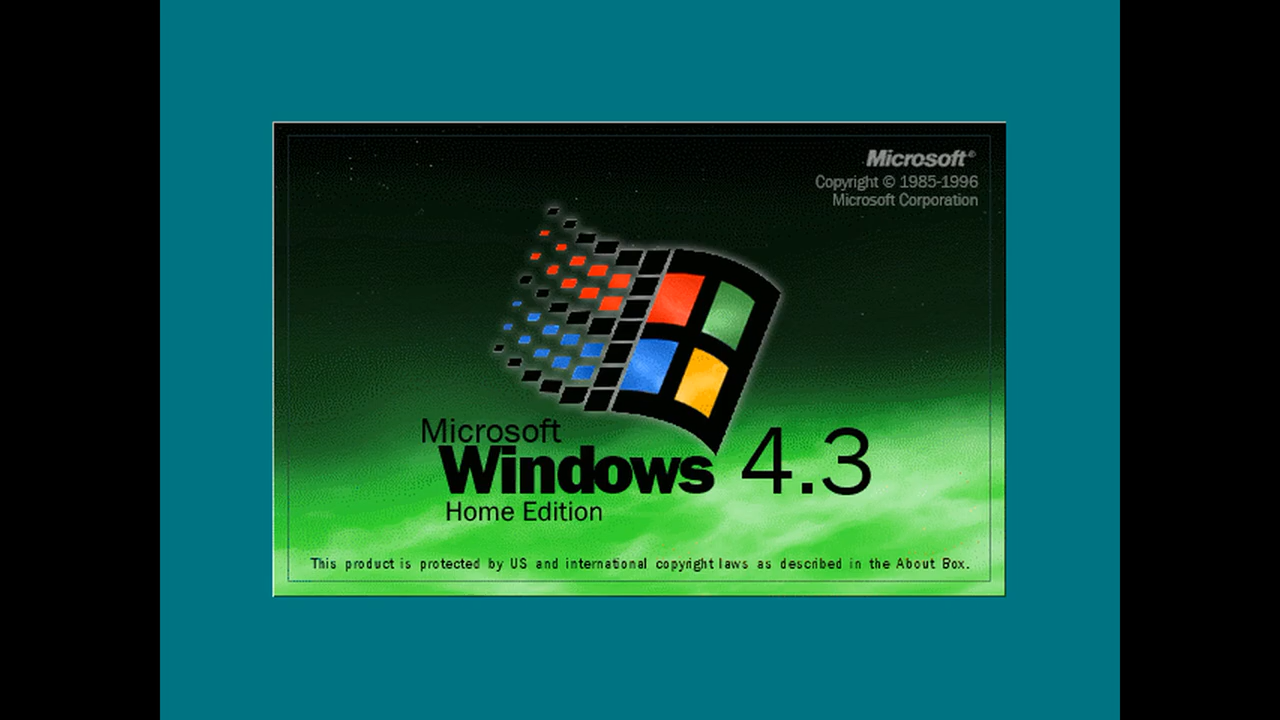 Microsoft®
Copyright © 1985-1996
Microsoft Corporation
Microsoft
Windows 4.3
Home Edition
This product is protected by US and international copyright laws as described in the About Box.